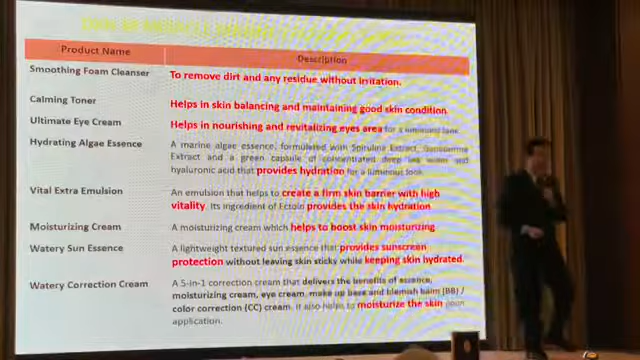 Product Name
Description
Smoothing Foam Cleanser
To remove dirt and any residue without irritation.
Calming Toner
Helps in skin balancing and maintaining good skin condition
Ultimate Eye Cream
Helps in nourishing and revitalizing eyes area for a luminous look
Hydrating Algae Essence
A marine algae essence, formulated with Spirulina Extract,
Extract and a green capsule of concentrated deep sea water and
hyaluronic acid that provides hydration for a luminous look.
Vital Extra Emulsion
An emulsion that helps to create a firm skin barrier with high
vitality. Its ingredient of Ectoin provides the skin hydration
Moisturizing Cream
A moisturizing cream which helps to boost skin moisturizing
Watery Sun Essence
A lightweight textured sun essence that provides sunscreen
protection without leaving skin sticky while keeping skin hydrated.
Watery Correction Cream
A 5-in-1 correction cream that delivers the benefits of essence,
moisturizing cream, eye cream, make up base and blemish balm (BB) /
color correction (CC) cream. It also helps to moisturize the skin upon
application.